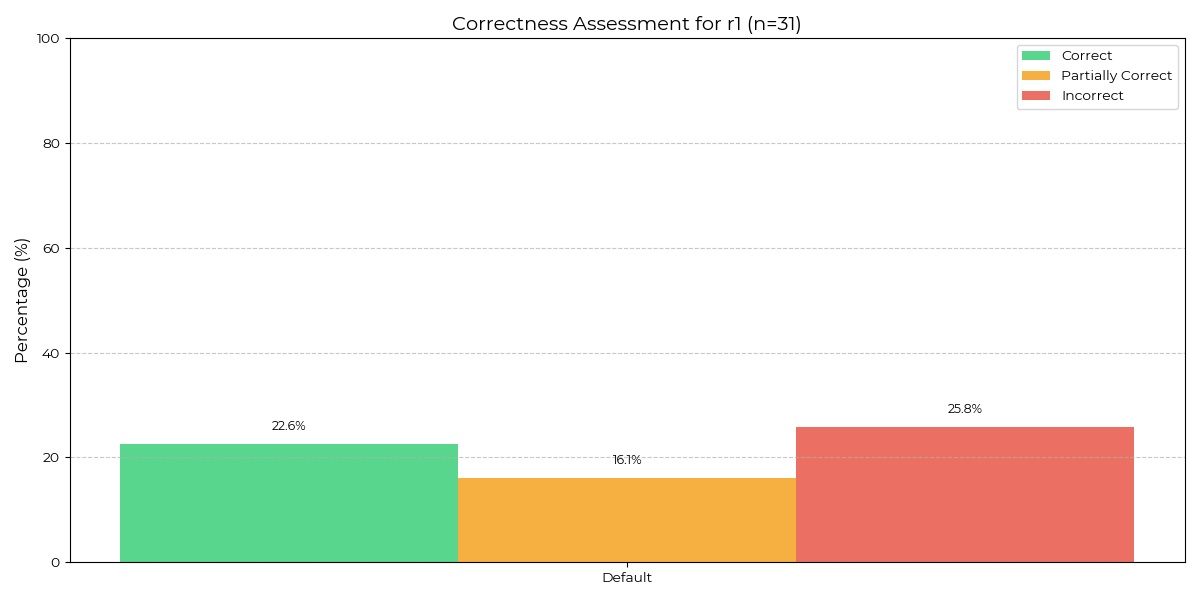 Correctness Assessment for r1 (n=31)
100
80
60
40
20
0
Percentage (%)
Correct
Partially Correct
Incorrect
22.6%
16.1%
25.8%
Default